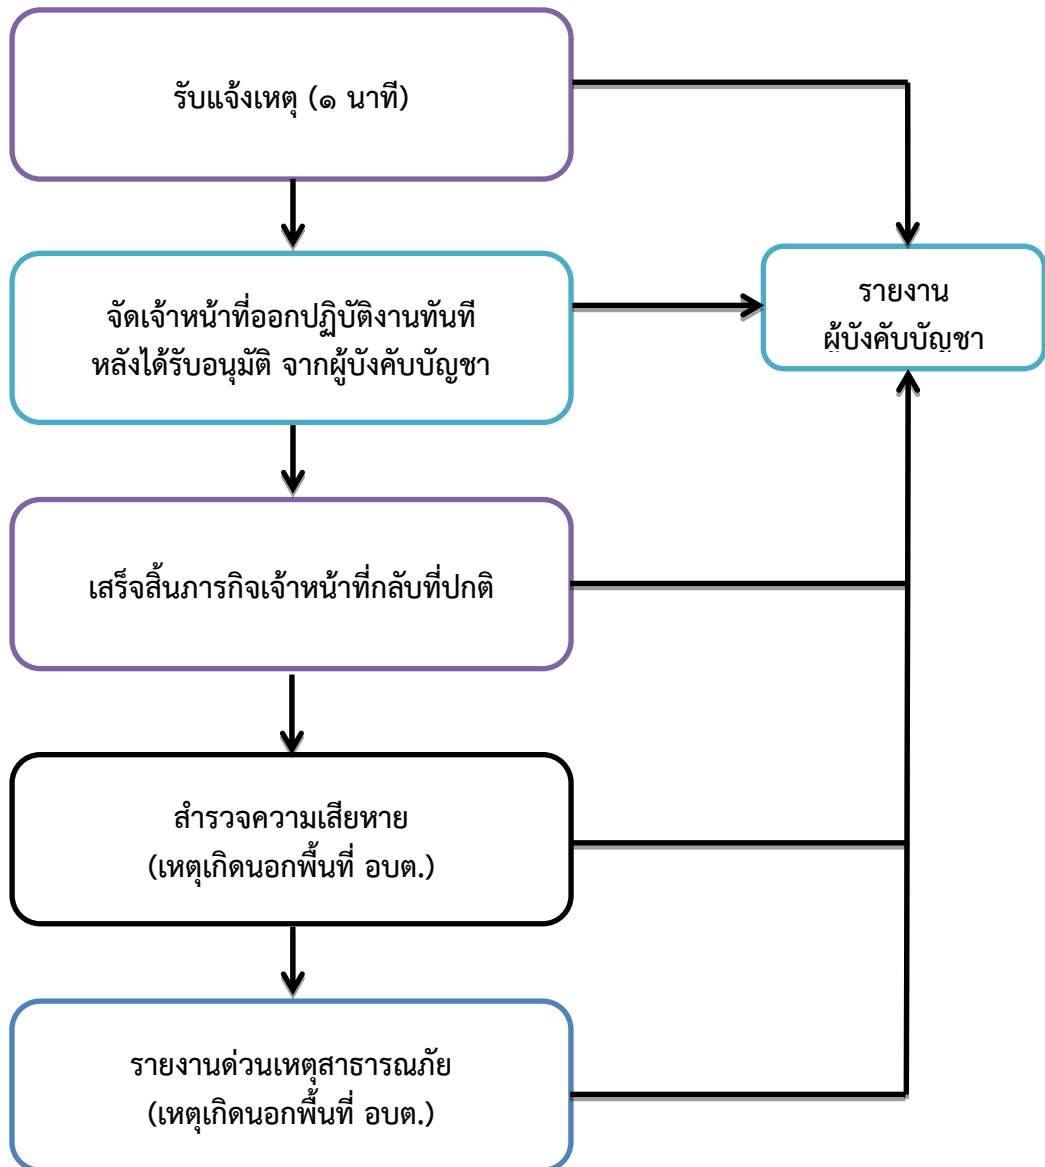 รับแจ้งเหตุ (๑ นาที)
จัดเจ้าหน้าที่ออกปฏิบัติงานทันที
หลังได้รับอนุมัติ จากผู้บังคับบัญชา
รายงาน
ผู้บังคับบัญชา
เสร็จสิ้นภารกิจเจ้าหน้าที่กลับที่ปกติ
สำรวจความเสียหาย
(เหตุเกิดนอกพื้นที่ อบต.)
รายงานด่วนเหตุสาธารณภัย
(เหตุเกิดนอกพื้นที่ อบต.)